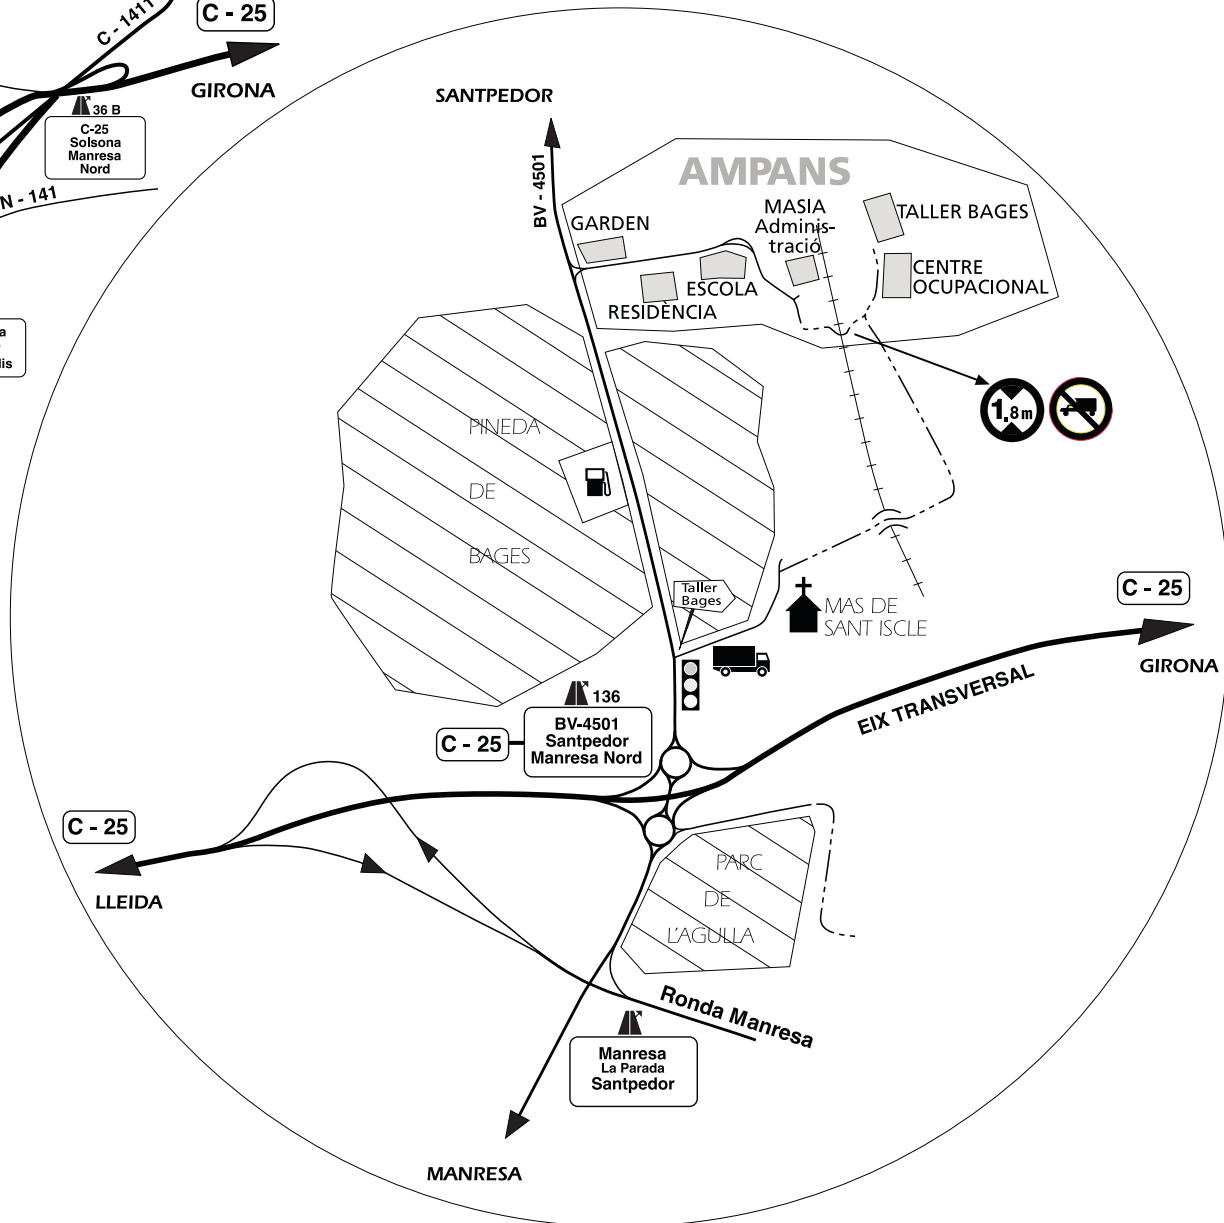 C - 1411
C - 25
GIRONA
36 B
C-25
Solsona
Manresa
Nord
N - 141
a
lis
SANTPEDOR
BV - 4501
AMPANS
GARDEN
MASIA
Adminis-
tració
TALLER BAGES
ESCOLA
RESIDÈNCIA
CENTRE
OCUPACIONAL
1.8m
PINEDA
DE
BAGES
Taller
Bages
MAS DE
SANT ISCLE
C - 25
GIRONA
EIX TRANSVERSAL
136
BV-4501
Santpedor
Manresa Nord
C - 25
C - 25
LLEIDA
PARC
DE
L'AGULLA
Ronda Manresa
Manresa
La Parada
Santpedor
MANRESA